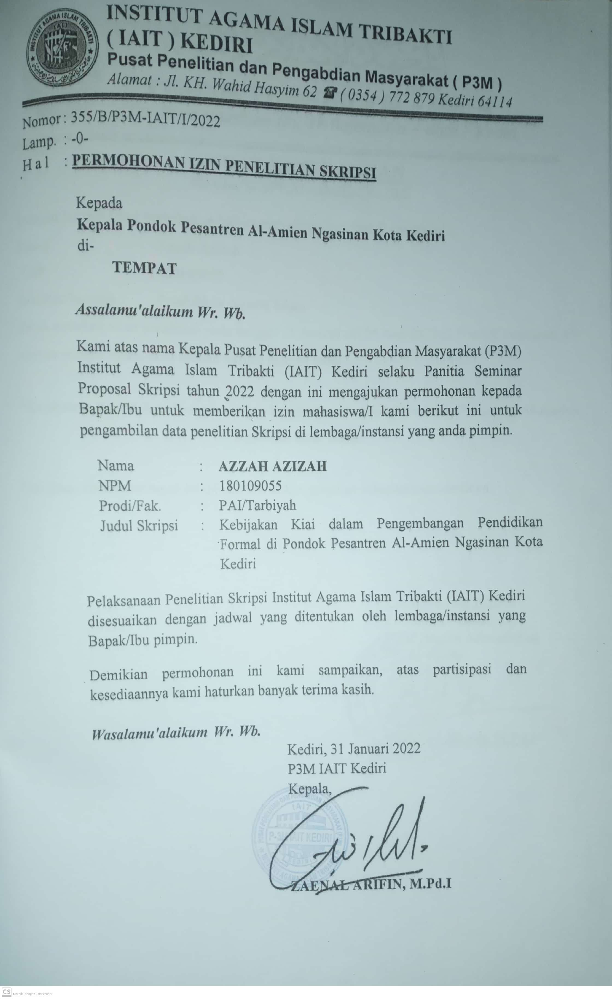 INSTITUT AGAMA ISLAM TRIBAKTI
INSTITUT AGAMA ISLAM TRIBAKTI
( IAIT ) KEDIRI
Pusat Penelitian dan Pengabdian Masyarakat ( P3M )
Alamat : Jl. KH. Wahid Hasyim 62 ☎ ( 0354 ) 772 879 Kediri 64114
Nomor : 355/B/P3M-IAIT/I/2022
Lamp. : -0-
Hal : PERMOHONAN IZIN PENELITIAN SKRIPSI
Kepada
Kepala Pondok Pesantren Al-Amien Ngasinan Kota Kediri
di-
TEMPAT
Assalamu'alaikum Wr. Wb.
Kami atas nama Kepala Pusat Penelitian dan Pengabdian Masyarakat (P3M)
Institut Agama Islam Tribakti (IAIT) Kediri selaku Panitia Seminar
Proposal Skripsi tahun 2022 dengan ini mengajukan permohonan kepada
Bapak/Ibu untuk memberikan izin mahasiswa/I kami berikut ini untuk
pengambilan data penelitian Skripsi di lembaga/instansi yang anda pimpin.
Nama : AZZAH AZIZAH
NPM : 180109055
Prodi/Fak. : PAI/Tarbiyah
Judul Skripsi : Kebijakan Kiai dalam Pengembangan Pendidikan
Formal di Pondok Pesantren Al-Amien Ngasinan Kota
Kediri
Pelaksanaan Penelitian Skripsi Institut Agama Islam Tribakti (IAIT) Kediri
disesuaikan dengan jadwal yang ditentukan oleh lembaga/instansi yang
Bapak/Ibu pimpin.
Demikian permohonan ini kami sampaikan, atas partisipasi dan
kesediaannya kami haturkan banyak terima kasih.
Wasalamu'alaikum Wr. Wb.
Kediri, 31 Januari 2022
P3M IAIT Kediri
Kepala,
IAIT
P-3M IAIT KEDIRI
KEDIRI
ZAENAL ARIFIN, M.Pd.I
CS Dipindai dengan CamScanner